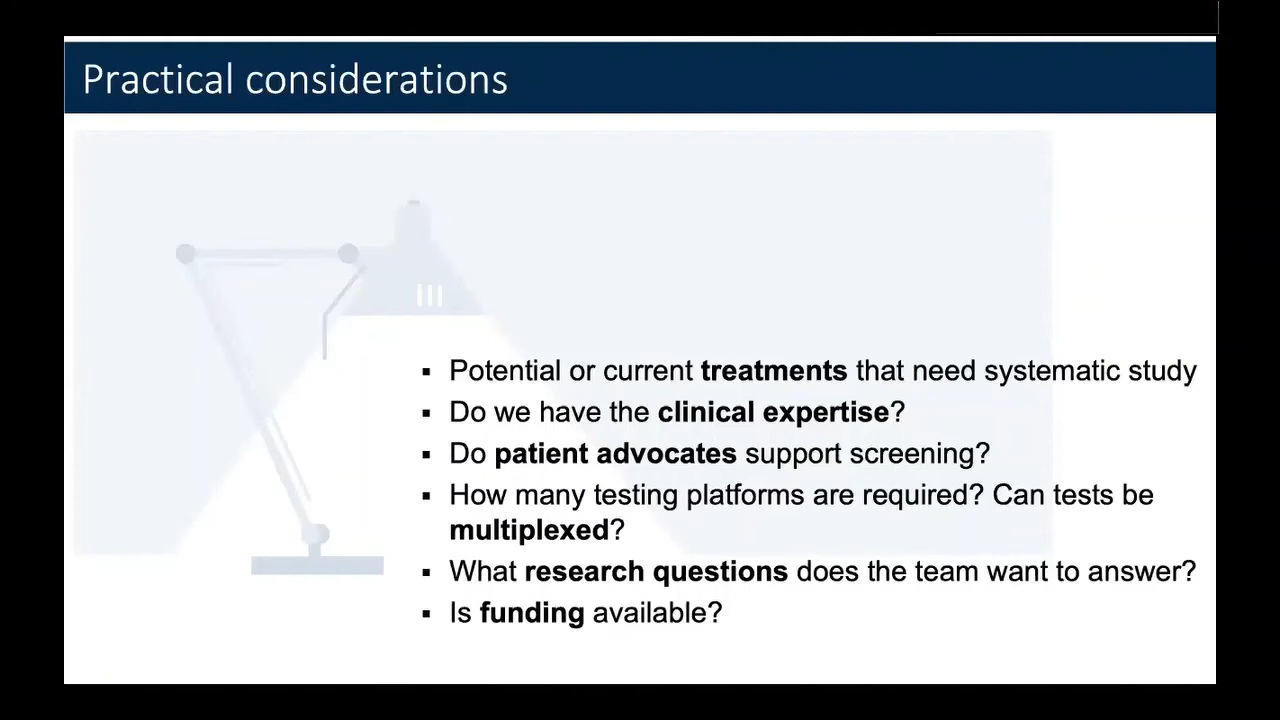 Practical considerations
▪ Potential or current treatments that need systematic study
▪ Do we have the clinical expertise?
▪ Do patient advocates support screening?
▪ How many testing platforms are required? Can tests be
multiplexed?
▪ What research questions does the team want to answer?
▪ Is funding available?